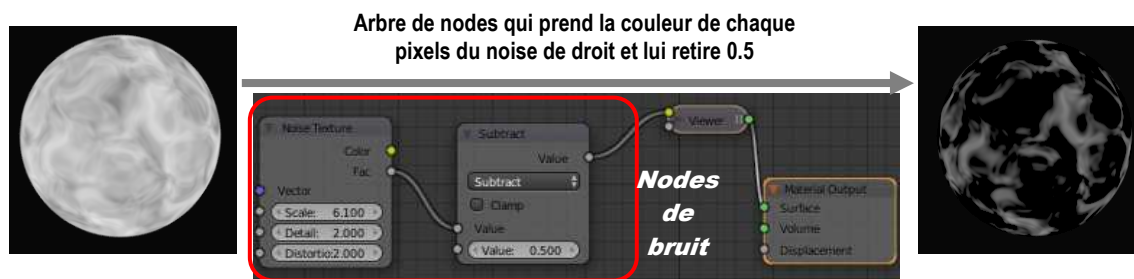 Arbre de nodes qui prend la couleur de chaque
pixels du noise de droit et lui retire 0.5
Noise Texture
Color
Fac
Vector
Scale: 6.100
Detail: 2.000
Distortio:2.000
Subtract
Value
Subtract
Clamp
Value
Value: 0.500
Nodes
de
bruit
Viewer
Material Output
Surface
Volume
Displacement